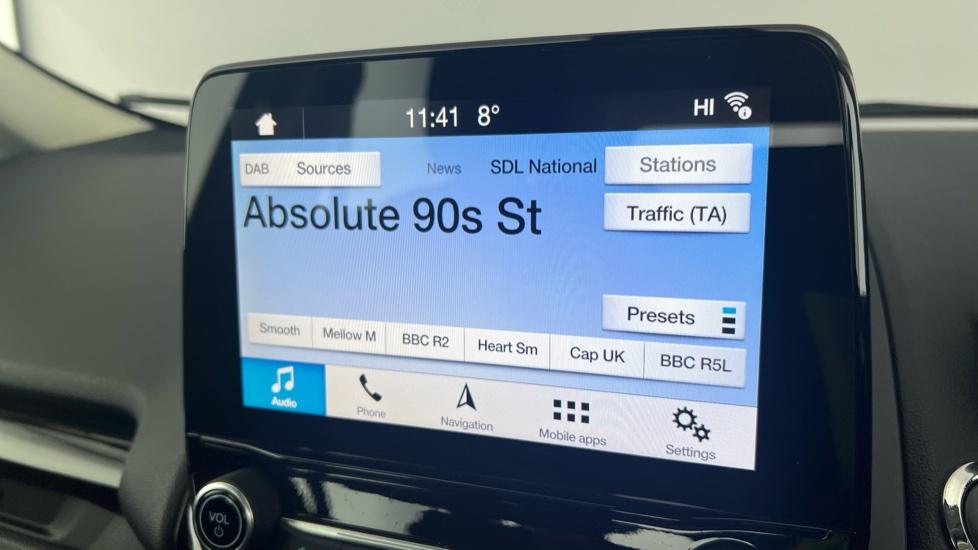 11:41 8° HI
DAB Sources News SDL National Stations
Absolute 90s St
Traffic (TA)
Presets
Smooth Mellow M BBC R2 Heart Sm Cap UK BBC R5L
Audio Phone Navigation Mobile apps Settings
VOL